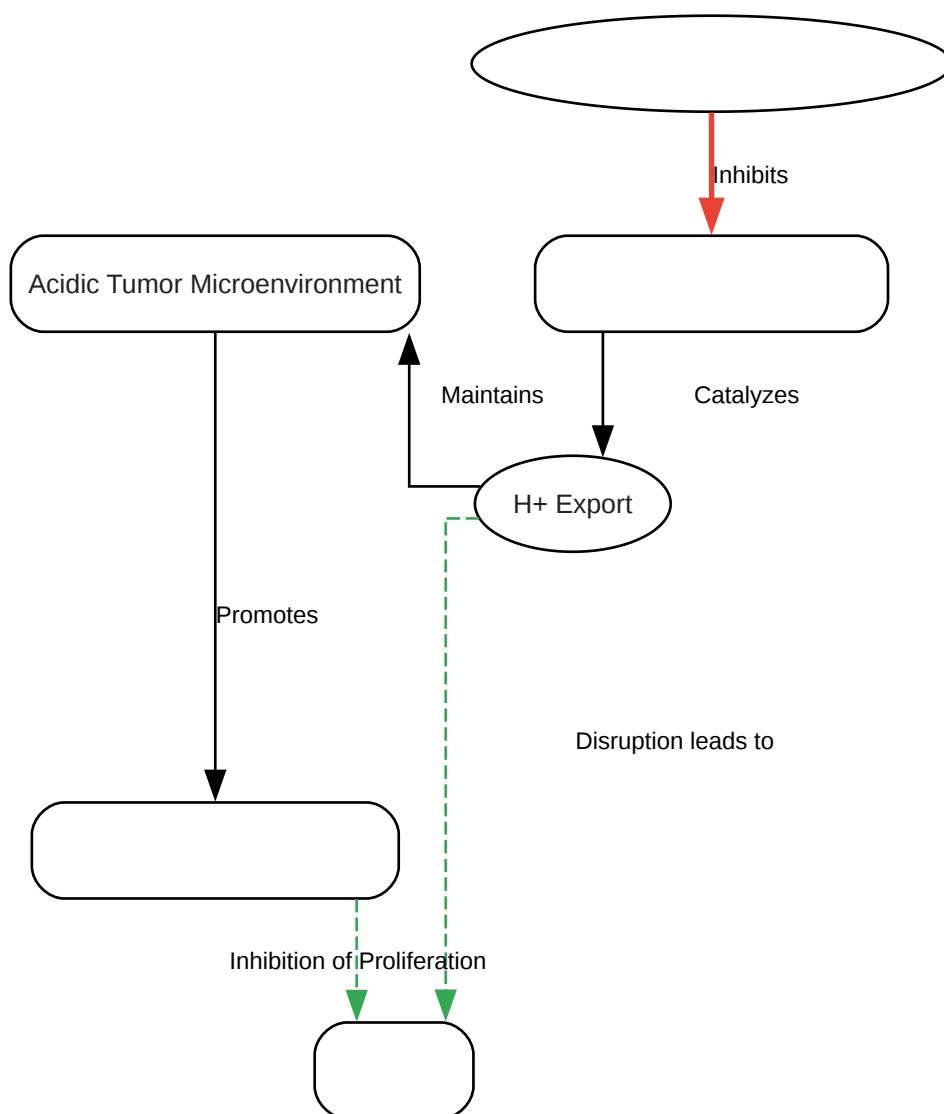 Inhibits
Acidic Tumor Microenvironment
Maintains
Catalyzes
H+ Export
Promotes
Disruption leads to
Inhibition of Proliferation